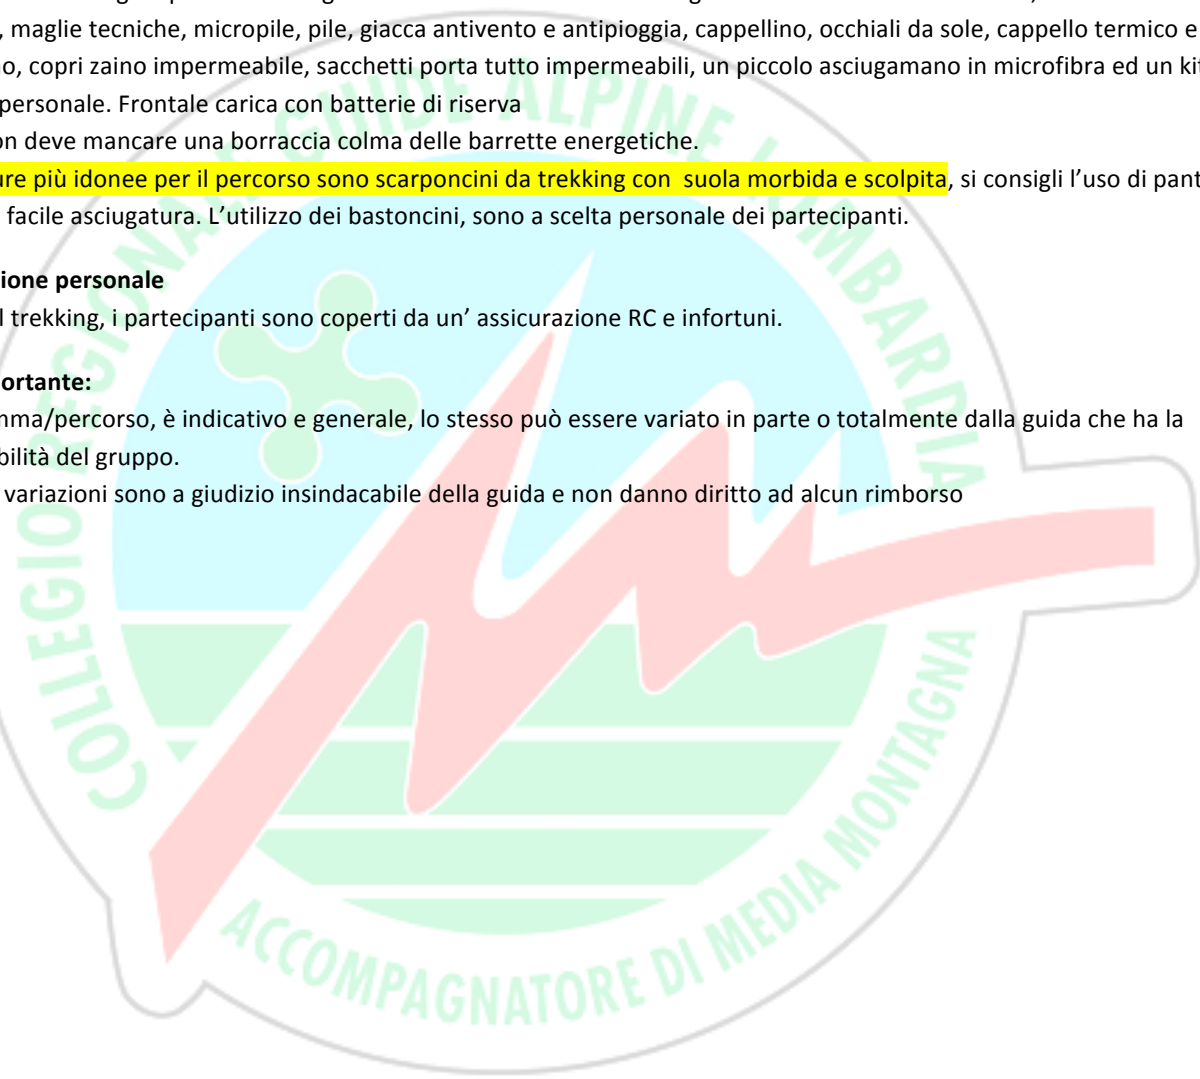 , maglie tecniche, micropile, pile, giacca antivento e antipioggia, cappellino, occhiali da sole, cappello termico e
o, copri zaino impermeabile, sacchetti porta tutto impermeabili, un piccolo asciugamano in microfibra ed un kit
personale. Frontale carica con batterie di riserva
on deve mancare una borraccia colma delle barrette energetiche.
ure più idonee per il percorso sono scarponcini da trekking con  suola morbida e scolpita, si consigli l’uso di pant
facile asciugatura. L’utilizzo dei bastoncini, sono a scelta personale dei partecipanti.
ione personale
l trekking, i partecipanti sono coperti da un’ assicurazione RC e infortuni.
ortante:
mma/percorso, è indicativo e generale, lo stesso può essere variato in parte o totalmente dalla guida che ha la
bilità del gruppo.
variazioni sono a giudizio insindacabile della guida e non danno diritto ad alcun rimborso
COLLEGIO REGIONALE GUIDE ALPINE LOMBARDIA
ACCOMPAGNATORE DI MEDIA MONTAGNA